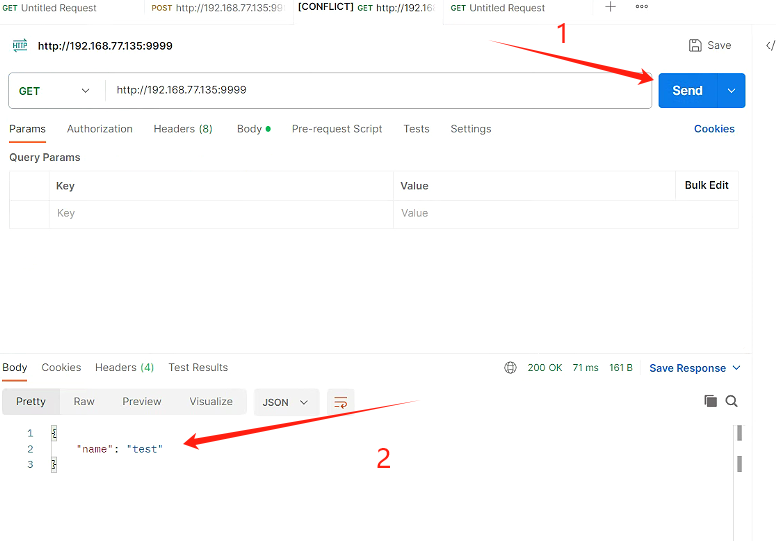 GET Untitled Request POST http://192.168.77.135:99 [CONFLICT] GET http://192.168 GET Untitled Request
1
HTTP http://192.168.77.135:9999 Save
GET http://192.168.77.135:9999 Send
Params Authorization Headers (8) Body Pre-request Script Tests Settings Cookies
Query Params
Key Value Bulk Edit
Key Value
Body Cookies Headers (4) Test Results 200 OK 71 ms 161 B Save Response
Pretty Raw Preview Visualize JSON
1 {
2 "name": "test"
3 }
2